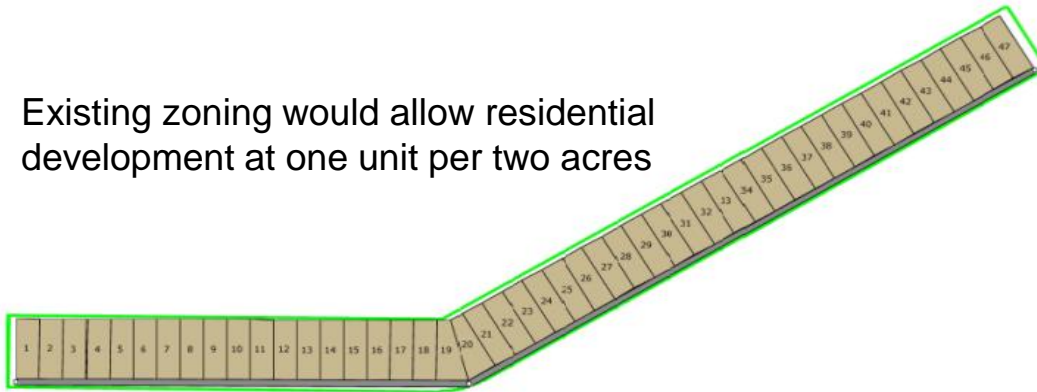 Existing zoning would allow residential
development at one unit per two acres
1 2 3 4 5 6 7 8 9 10 11 12 13 14 15 16 17 18 19 20 21 22 23 24 25 26 27 28 29 30 31 32 33 34 35 36 37 38 39 40 41 42 43 44 45 46 47